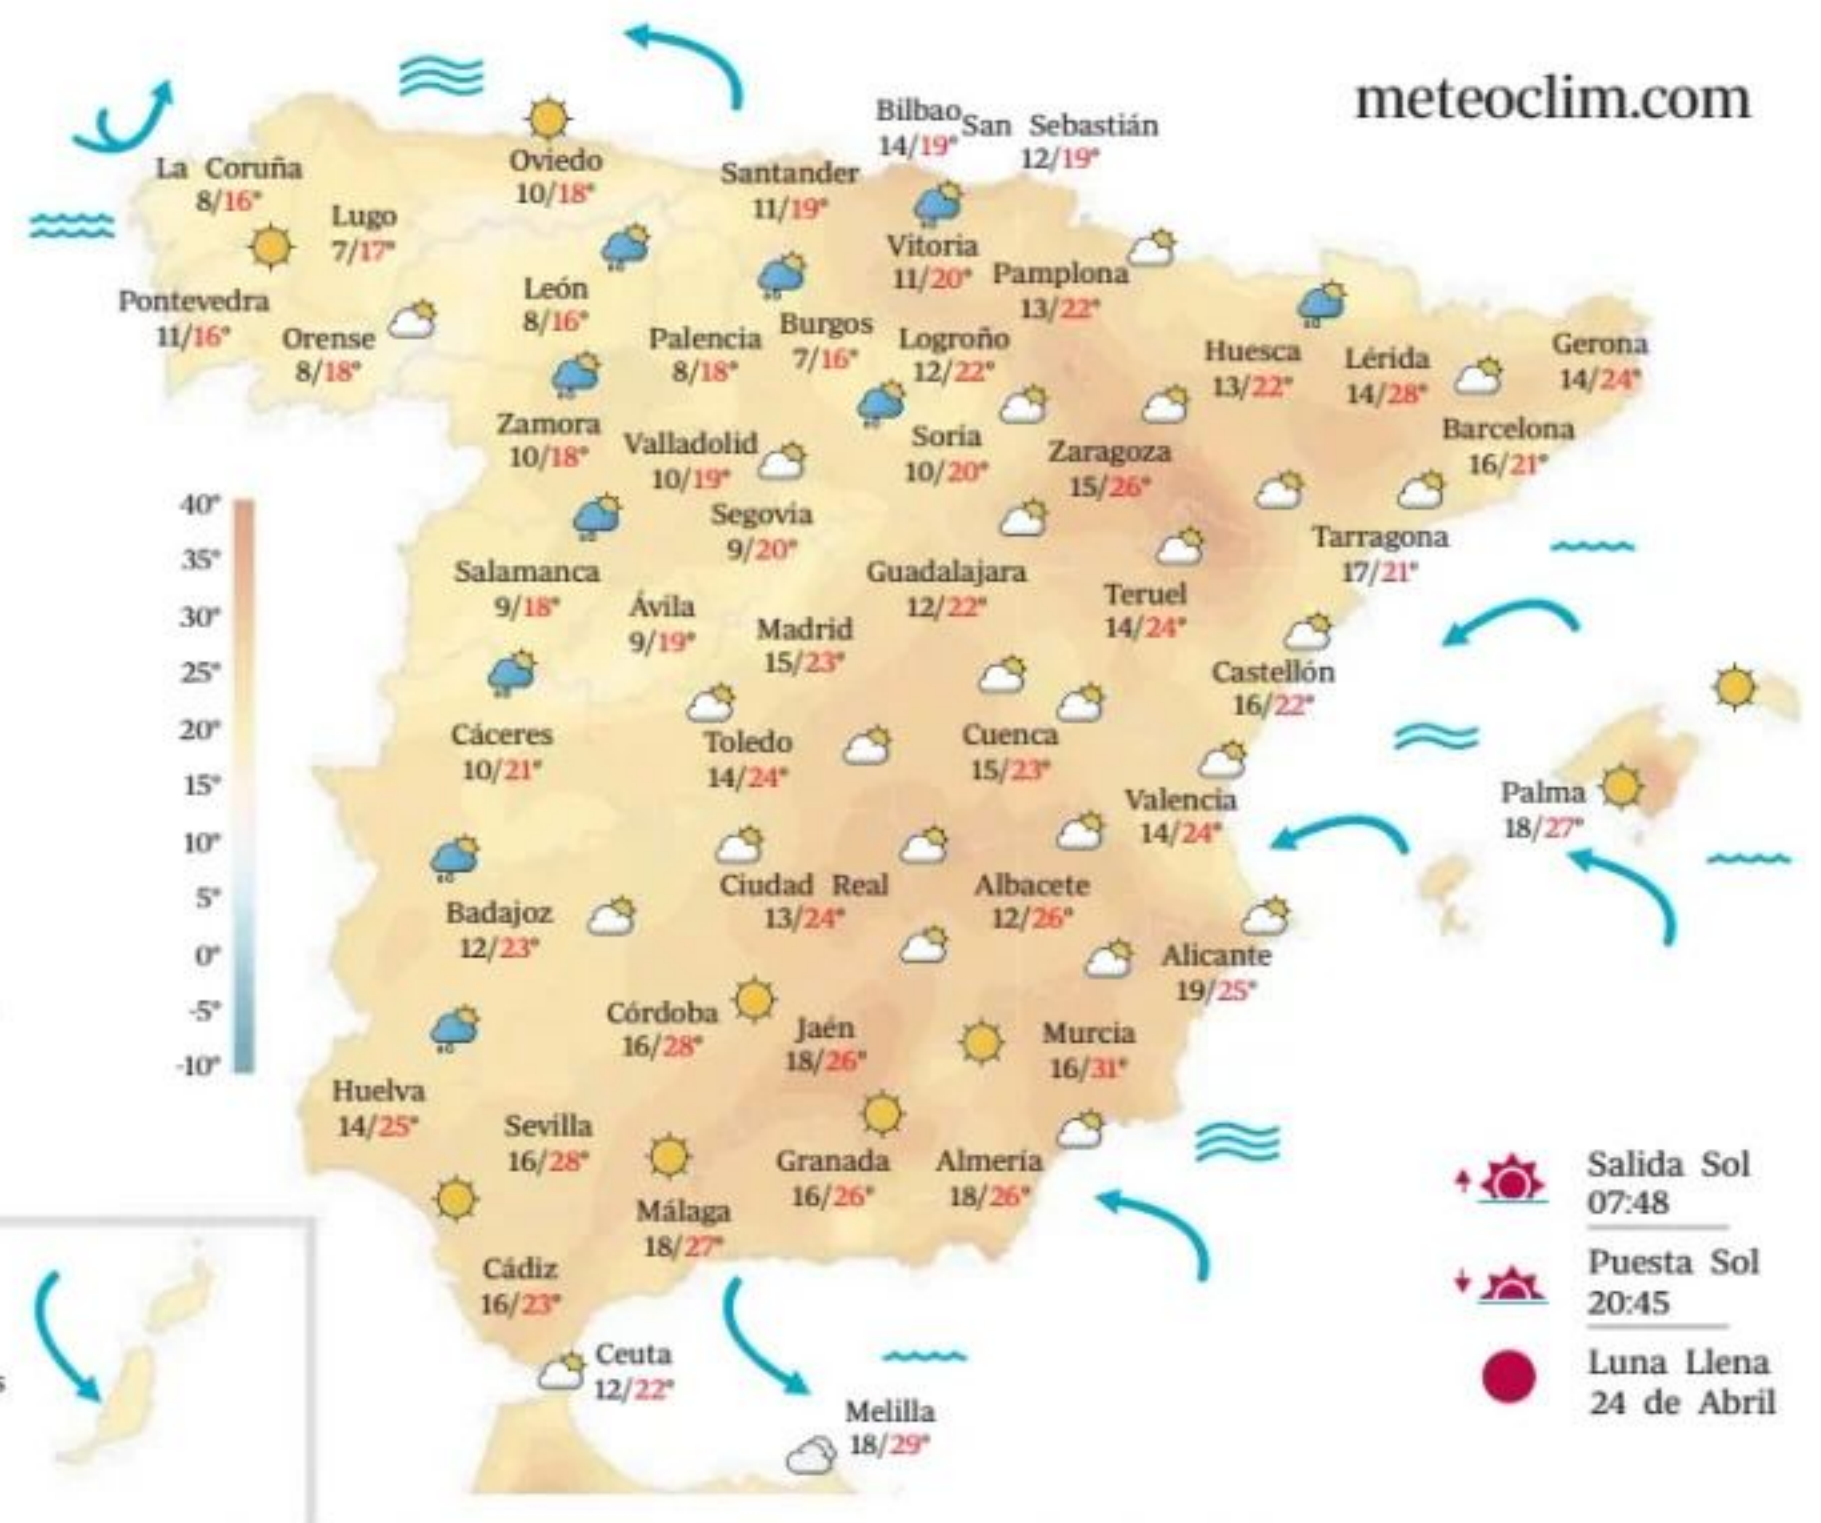 meteoclim.com
Bilbao
14/19°
San Sebastián
12/19°
La Coruña
8/16°
Oviedo
10/18°
Santander
11/19°
Lugo
7/17°
Vitoria
11/20°
Pamplona
13/22°
León
8/16°
Pontevedra
11/16°
Orense
8/18°
Palencia
8/18°
Burgos
7/16°
Logroño
12/22°
Huesca
13/22°
Lérida
14/28°
Gerona
14/24°
Zamora
10/18°
Valladolid
10/19°
Soria
10/20°
Zaragoza
15/26°
Barcelona
16/21°
Segovia
9/20°
Tarragona
17/21°
Salamanca
9/18°
Ávila
9/19°
Madrid
15/23°
Guadalajara
12/22°
Teruel
14/24°
Castellón
16/22°
Cáceres
10/21°
Toledo
14/24°
Cuenca
15/23°
Valencia
14/24°
Palma
18/27°
Ciudad Real
13/24°
Albacete
12/26°
Badajoz
12/23°
Alicante
19/25°
Córdoba
16/28°
Jaén
18/26°
Murcia
16/31°
Huelva
14/25°
Sevilla
16/28°
Granada
16/26°
Almería
18/26°
Málaga
18/27°
Cádiz
16/23°
Ceuta
12/22°
Melilla
18/29°
40°
35°
30°
25°
20°
15°
10°
5°
0°
-5°
-10°
Salida Sol
07:48
Puesta Sol
20:45
Luna Llena
24 de Abril